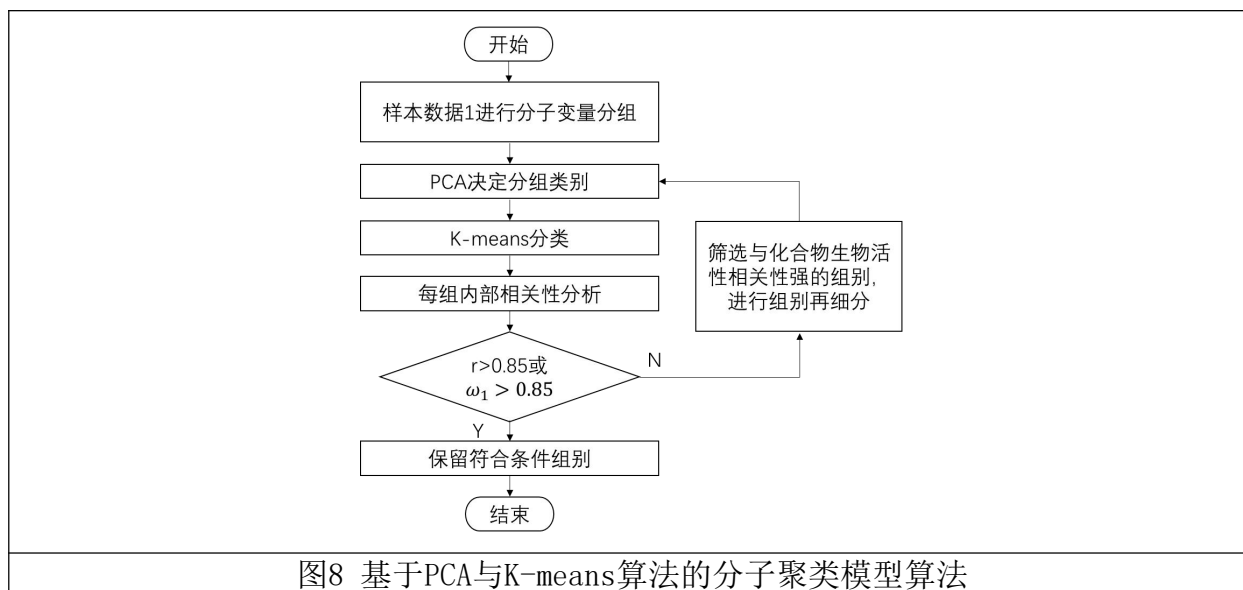 开始
样本数据1进行分子变量分组
PCA决定分组类别
K-means分类
每组内部相关性分析
r>0.85或
ω₁ > 0.85
N
筛选与化合物生物活
性相关性强的组别，
进行组别再细分
Y
保留符合条件组别
结束
图8 基于PCA与K-means算法的分子聚类模型算法